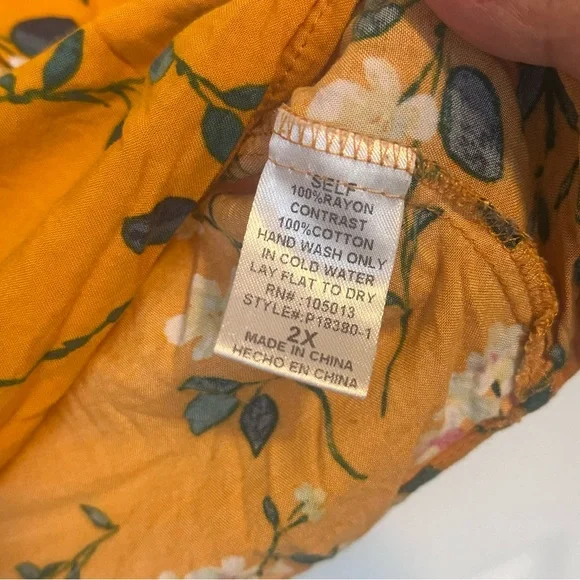 SELF
100%RAYON
CONTRAST
100%COTTON
HAND WASH ONLY
IN COLD WATER
LAY FLAT TO DRY
RN# :105013
STYLE#:P18380-1
2X
MADE IN CHINA
HECHO EN CHINA